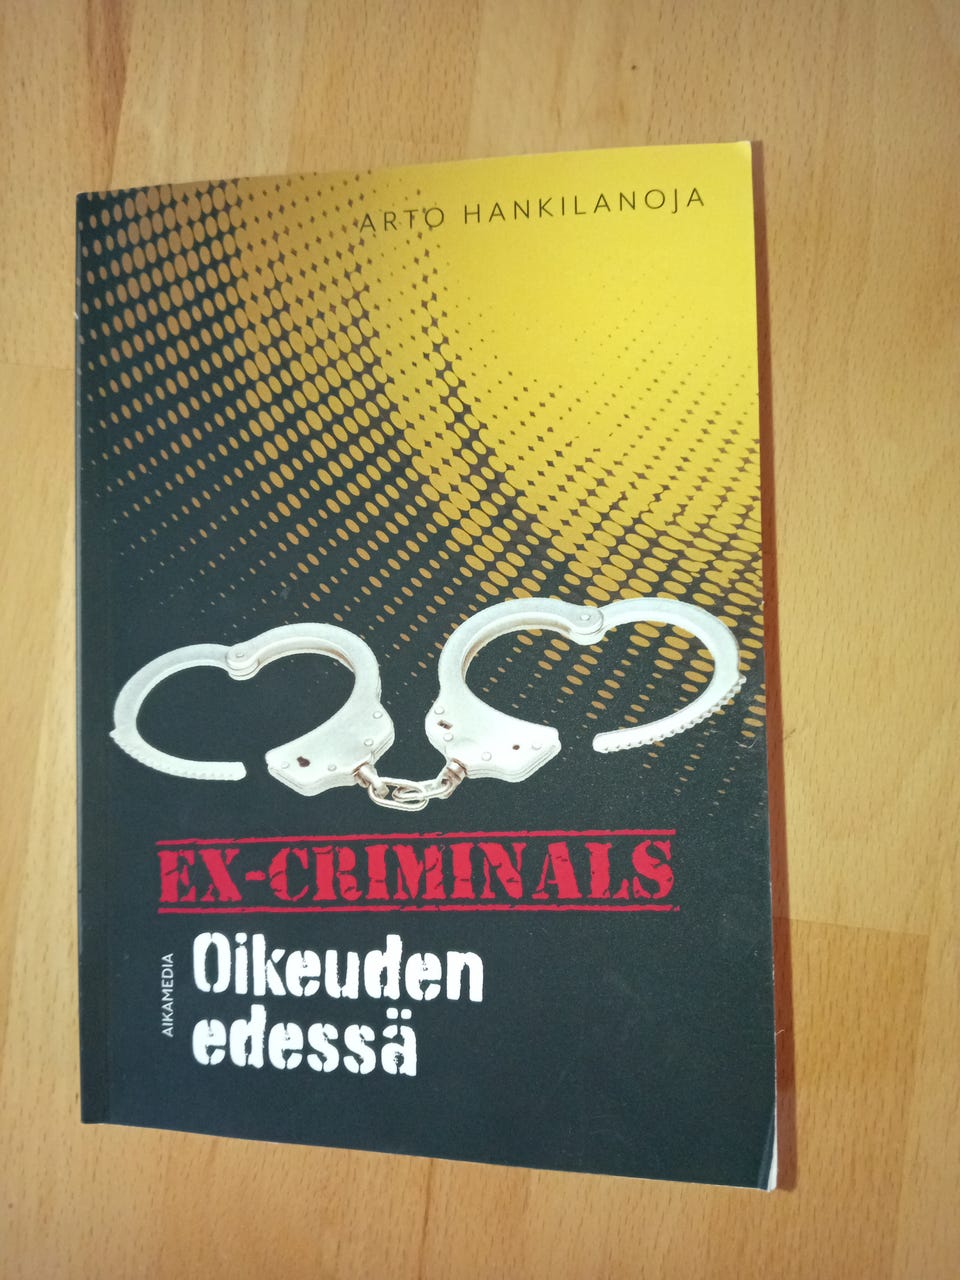 ARTO HANKILANOJA
EX-CRIMINALS
Oikeuden
edessä
AIKAMEDIA